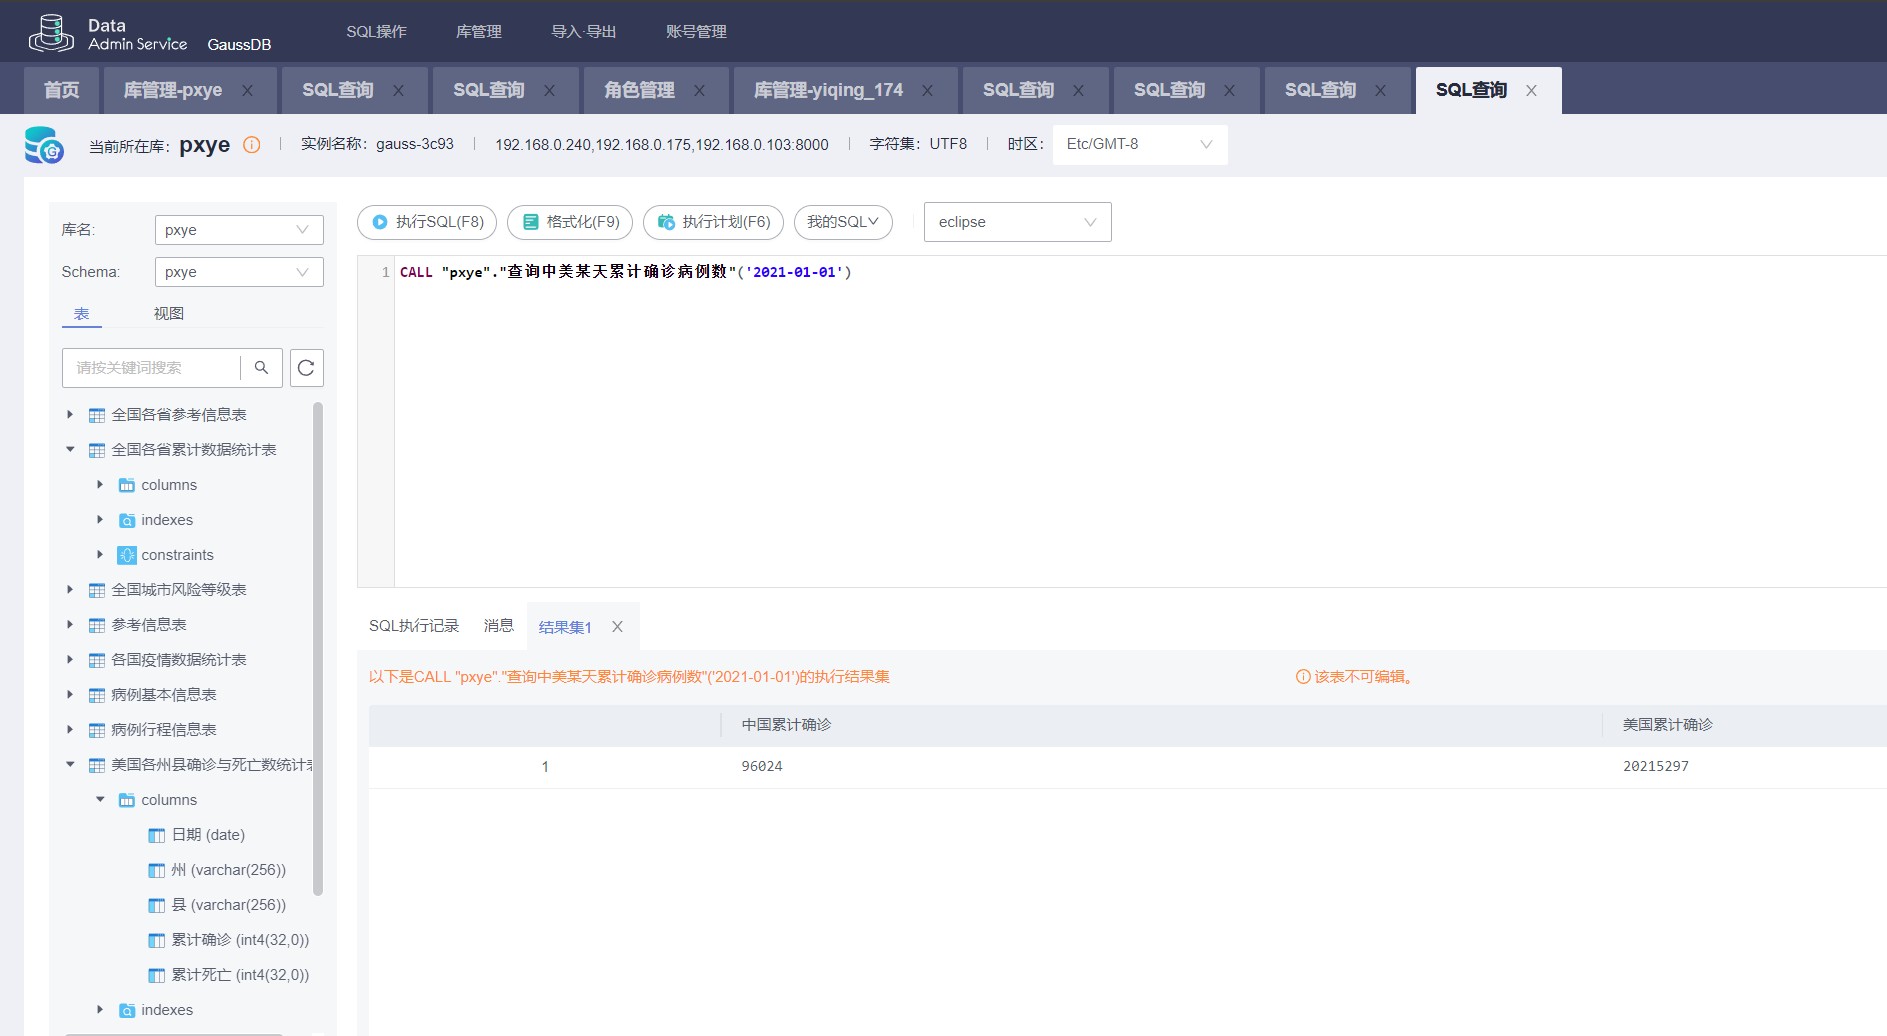 Data
Admin Service
GaussDB
SQL操作
库管理
导入·导出
账号管理
首页
库管理-pxye
SQL查询
SQL查询
角色管理
库管理-yiqing_174
SQL查询
SQL查询
SQL查询
SQL查询
当前所在库: pxye
实例名称: gauss-3c93
192.168.0.240,192.168.0.175,192.168.0.103:8000
字符集: UTF8
时区:
Etc/GMT-8
库名:
pxye
Schema:
pxye
表
视图
请按关键词搜索
全国各省参考信息表
全国各省累计数据统计表
columns
indexes
constraints
全国城市风险等级表
参考信息表
各国疫情数据统计表
病例基本信息表
病例行程信息表
美国各州县确诊与死亡数统计表
columns
日期 (date)
州 (varchar(256))
县 (varchar(256))
累计确诊 (int4(32,0))
累计死亡 (int4(32,0))
indexes
执行SQL(F8)
格式化(F9)
执行计划(F6)
我的SQL
eclipse
1
CALL "pxye"."查询中美某天累计确诊病例数"('2021-01-01')
SQL执行记录
消息
结果集1
以下是CALL "pxye"."查询中美某天累计确诊病例数"('2021-01-01')的执行结果集
该表不可编辑。
中国累计确诊
美国累计确诊
1
96024
20215297